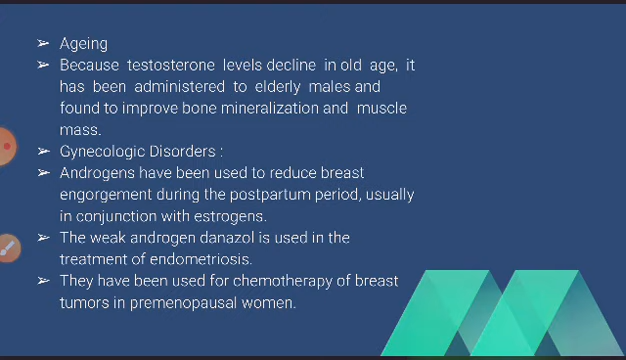 ➢ Ageing
➢ Because testosterone levels decline in old age, it
has been administered to elderly males and
found to improve bone mineralization and muscle
mass.
➢ Gynecologic Disorders :
➢ Androgens have been used to reduce breast
engorgement during the postpartum period, usually
in conjunction with estrogens.
➢ The weak androgen danazol is used in the
treatment of endometriosis.
➢ They have been used for chemotherapy of breast
tumors in premenopausal women.